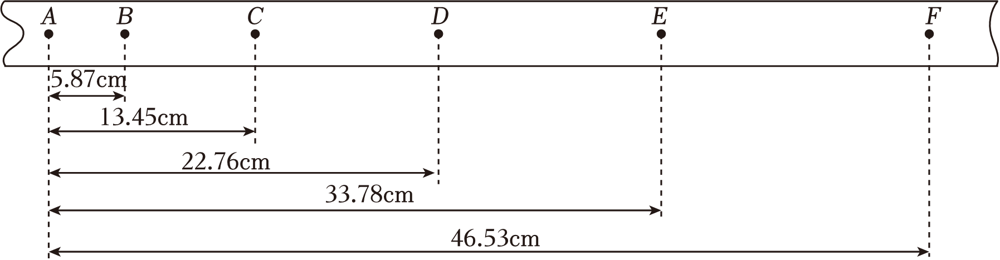 A B C D E F
5.87cm
13.45cm
22.76cm
33.78cm
46.53cm